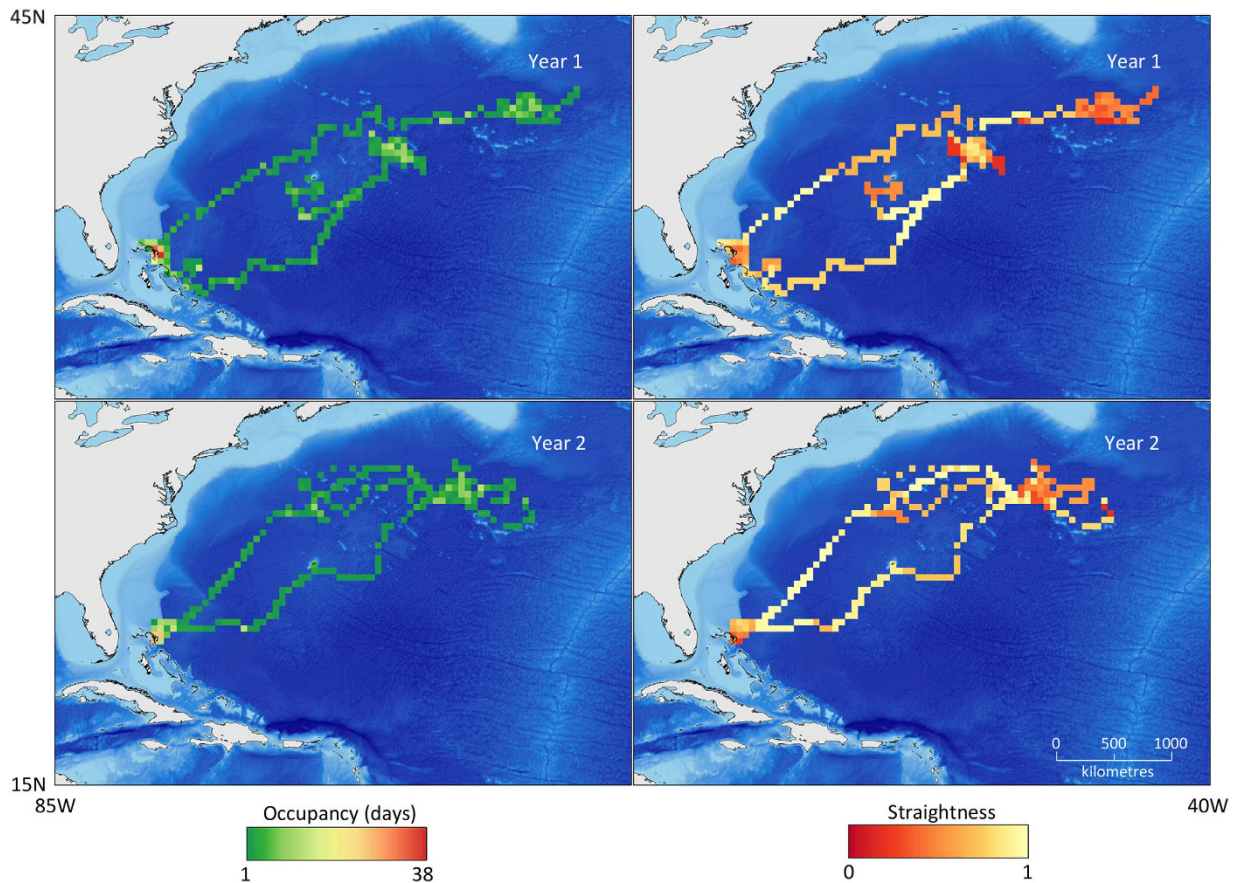 45N
Year 1
Year 1
Year 2
Year 2
0 500 1000
kilometres
15N
85W
40W
Occupancy (days)
1 38
Straightness
0 1